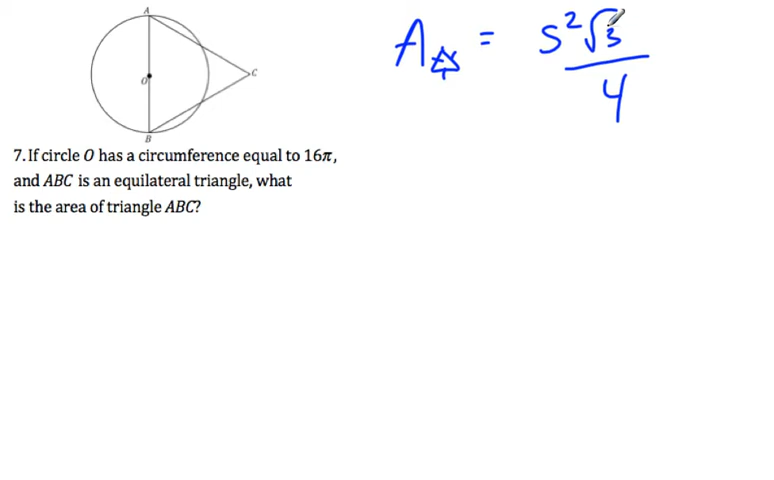 A
O
C
B
A△ = s²√3 / 4
7. If circle O has a circumference equal to 16π,
and ABC is an equilateral triangle, what
is the area of triangle ABC?